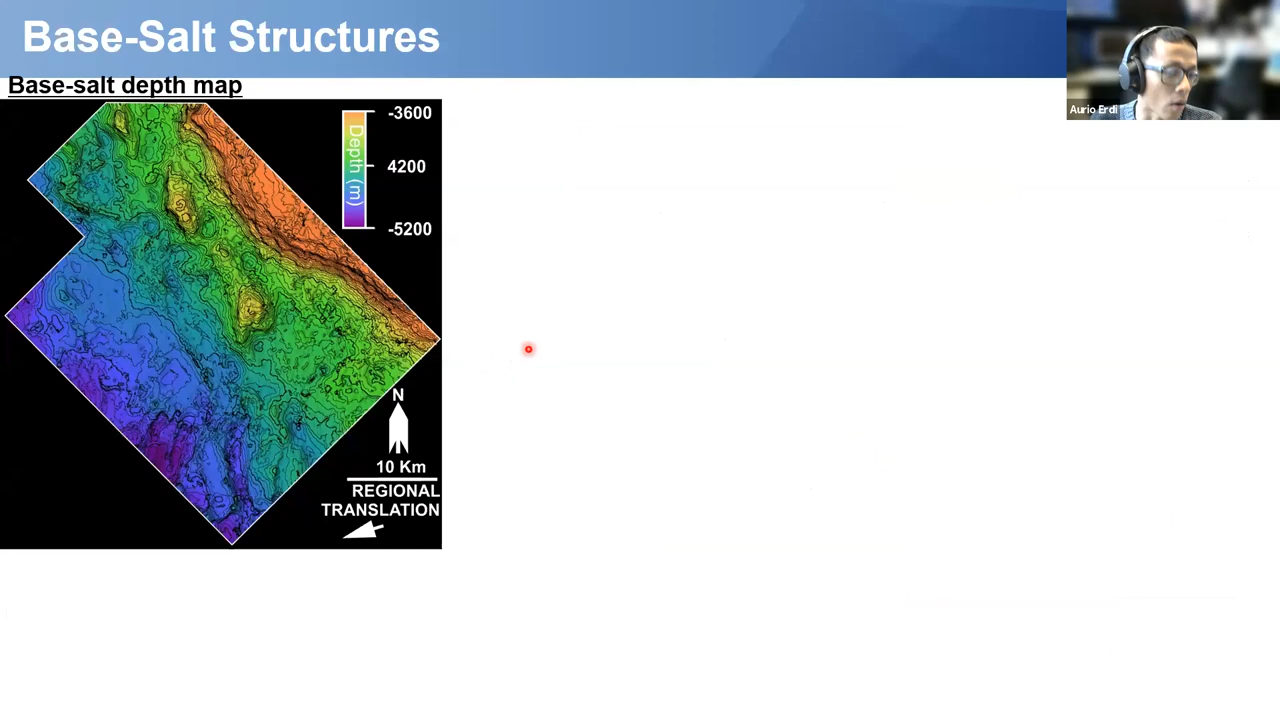 Base-Salt Structures
Aurio Erdi
Base-salt depth map
-3600
Depth (m)
4200
-5200
N
10 Km
REGIONAL
TRANSLATION